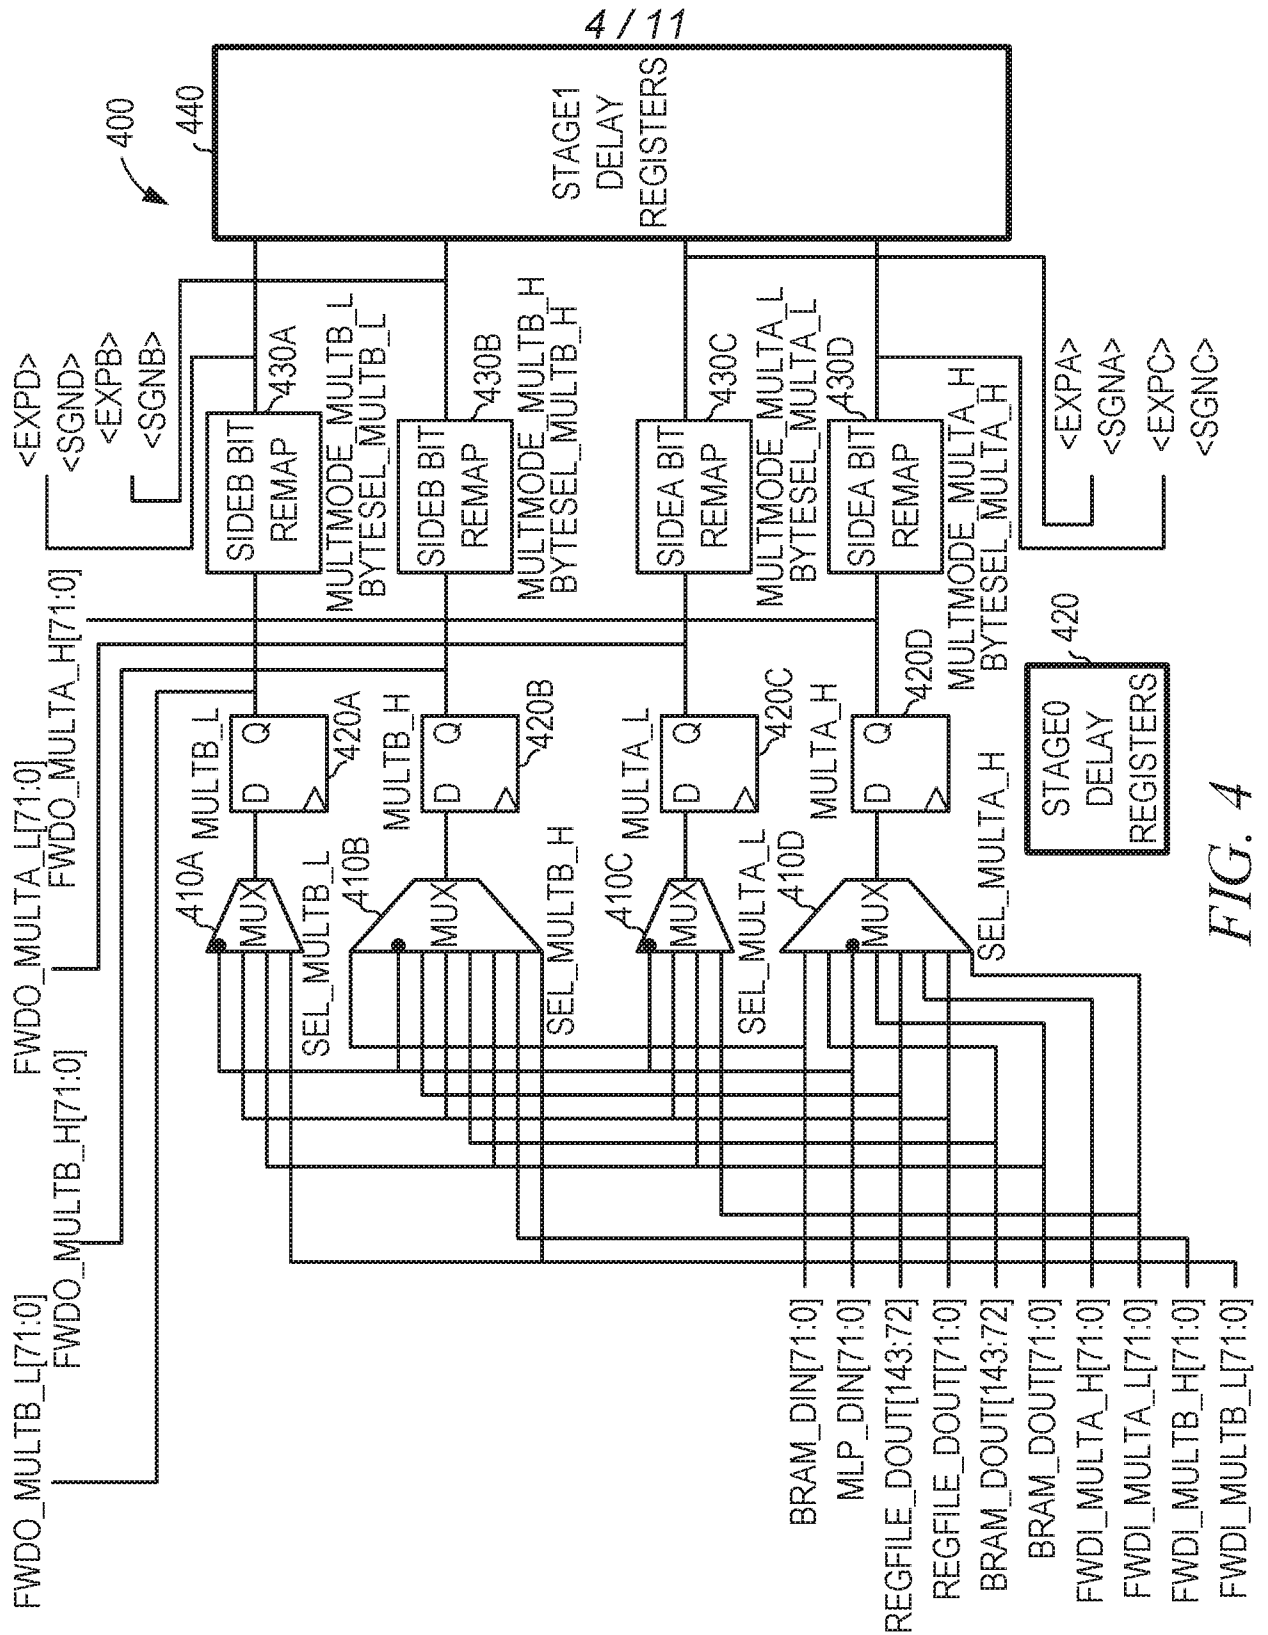 4 / 11
400
440
STAGE1
DELAY
REGISTERS
<EXPD>
<SGND>
<EXPB>
<SGNB>
430A
SIDEB BIT
REMAP
MULTMODE_MULTB_L
BYTESEL_MULTB_L
430B
SIDEB BIT
REMAP
MULTMODE_MULTB_H
BYTESEL_MULTB_H
430C
SIDEA BIT
REMAP
MULTMODE_MULTA_L
BYTESEL_MULTA_L
430D
SIDEA BIT
REMAP
MULTMODE_MULTA_H
BYTESEL_MULTA_H
<EXPA>
<SGNA>
<EXPC>
<SGNC>
FWDO_MULTB_L[71:0]
FWDO_MULTB_H[71:0]
FWDO_MULTA_L[71:0]
FWDO_MULTA_H[71:0]
MULTB_L
D Q
420A
MULTB_H
D Q
420B
MULTA_L
D Q
420C
MULTA_H
D Q
420D
420
STAGE0
DELAY
REGISTERS
410A
MUX
SEL_MULTB_L
410B
MUX
SEL_MULTB_H
410C
MUX
SEL_MULTA_L
410D
MUX
SEL_MULTA_H
BRAM_DIN[71:0]
MLP_DIN[71:0]
REGFILE_DOUT[143:72]
REGFILE_DOUT[71:0]
BRAM_DOUT[143:72]
BRAM_DOUT[71:0]
FWDI_MULTA_H[71:0]
FWDI_MULTA_L[71:0]
FWDI_MULTB_H[71:0]
FWDI_MULTB_L[71:0]
FIG. 4